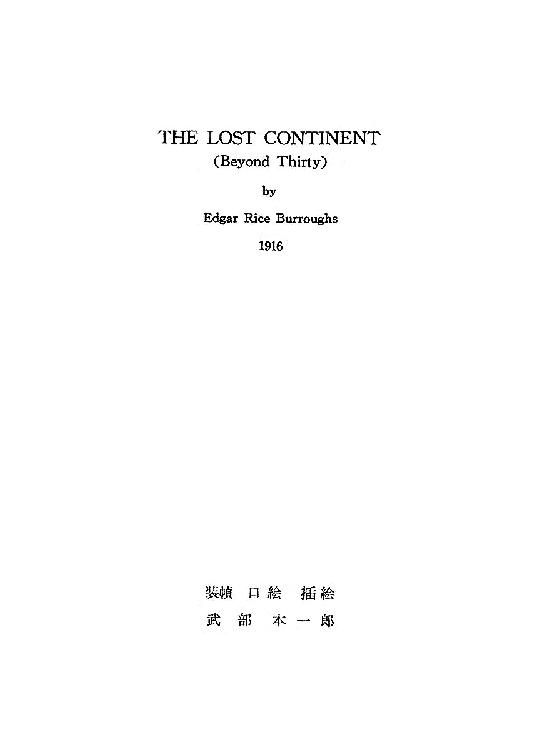 THE LOST CONTINENT
(Beyond Thirty)
by
Edgar Rice Burroughs
1916
装幀 口絵 插絵
武部本一郎